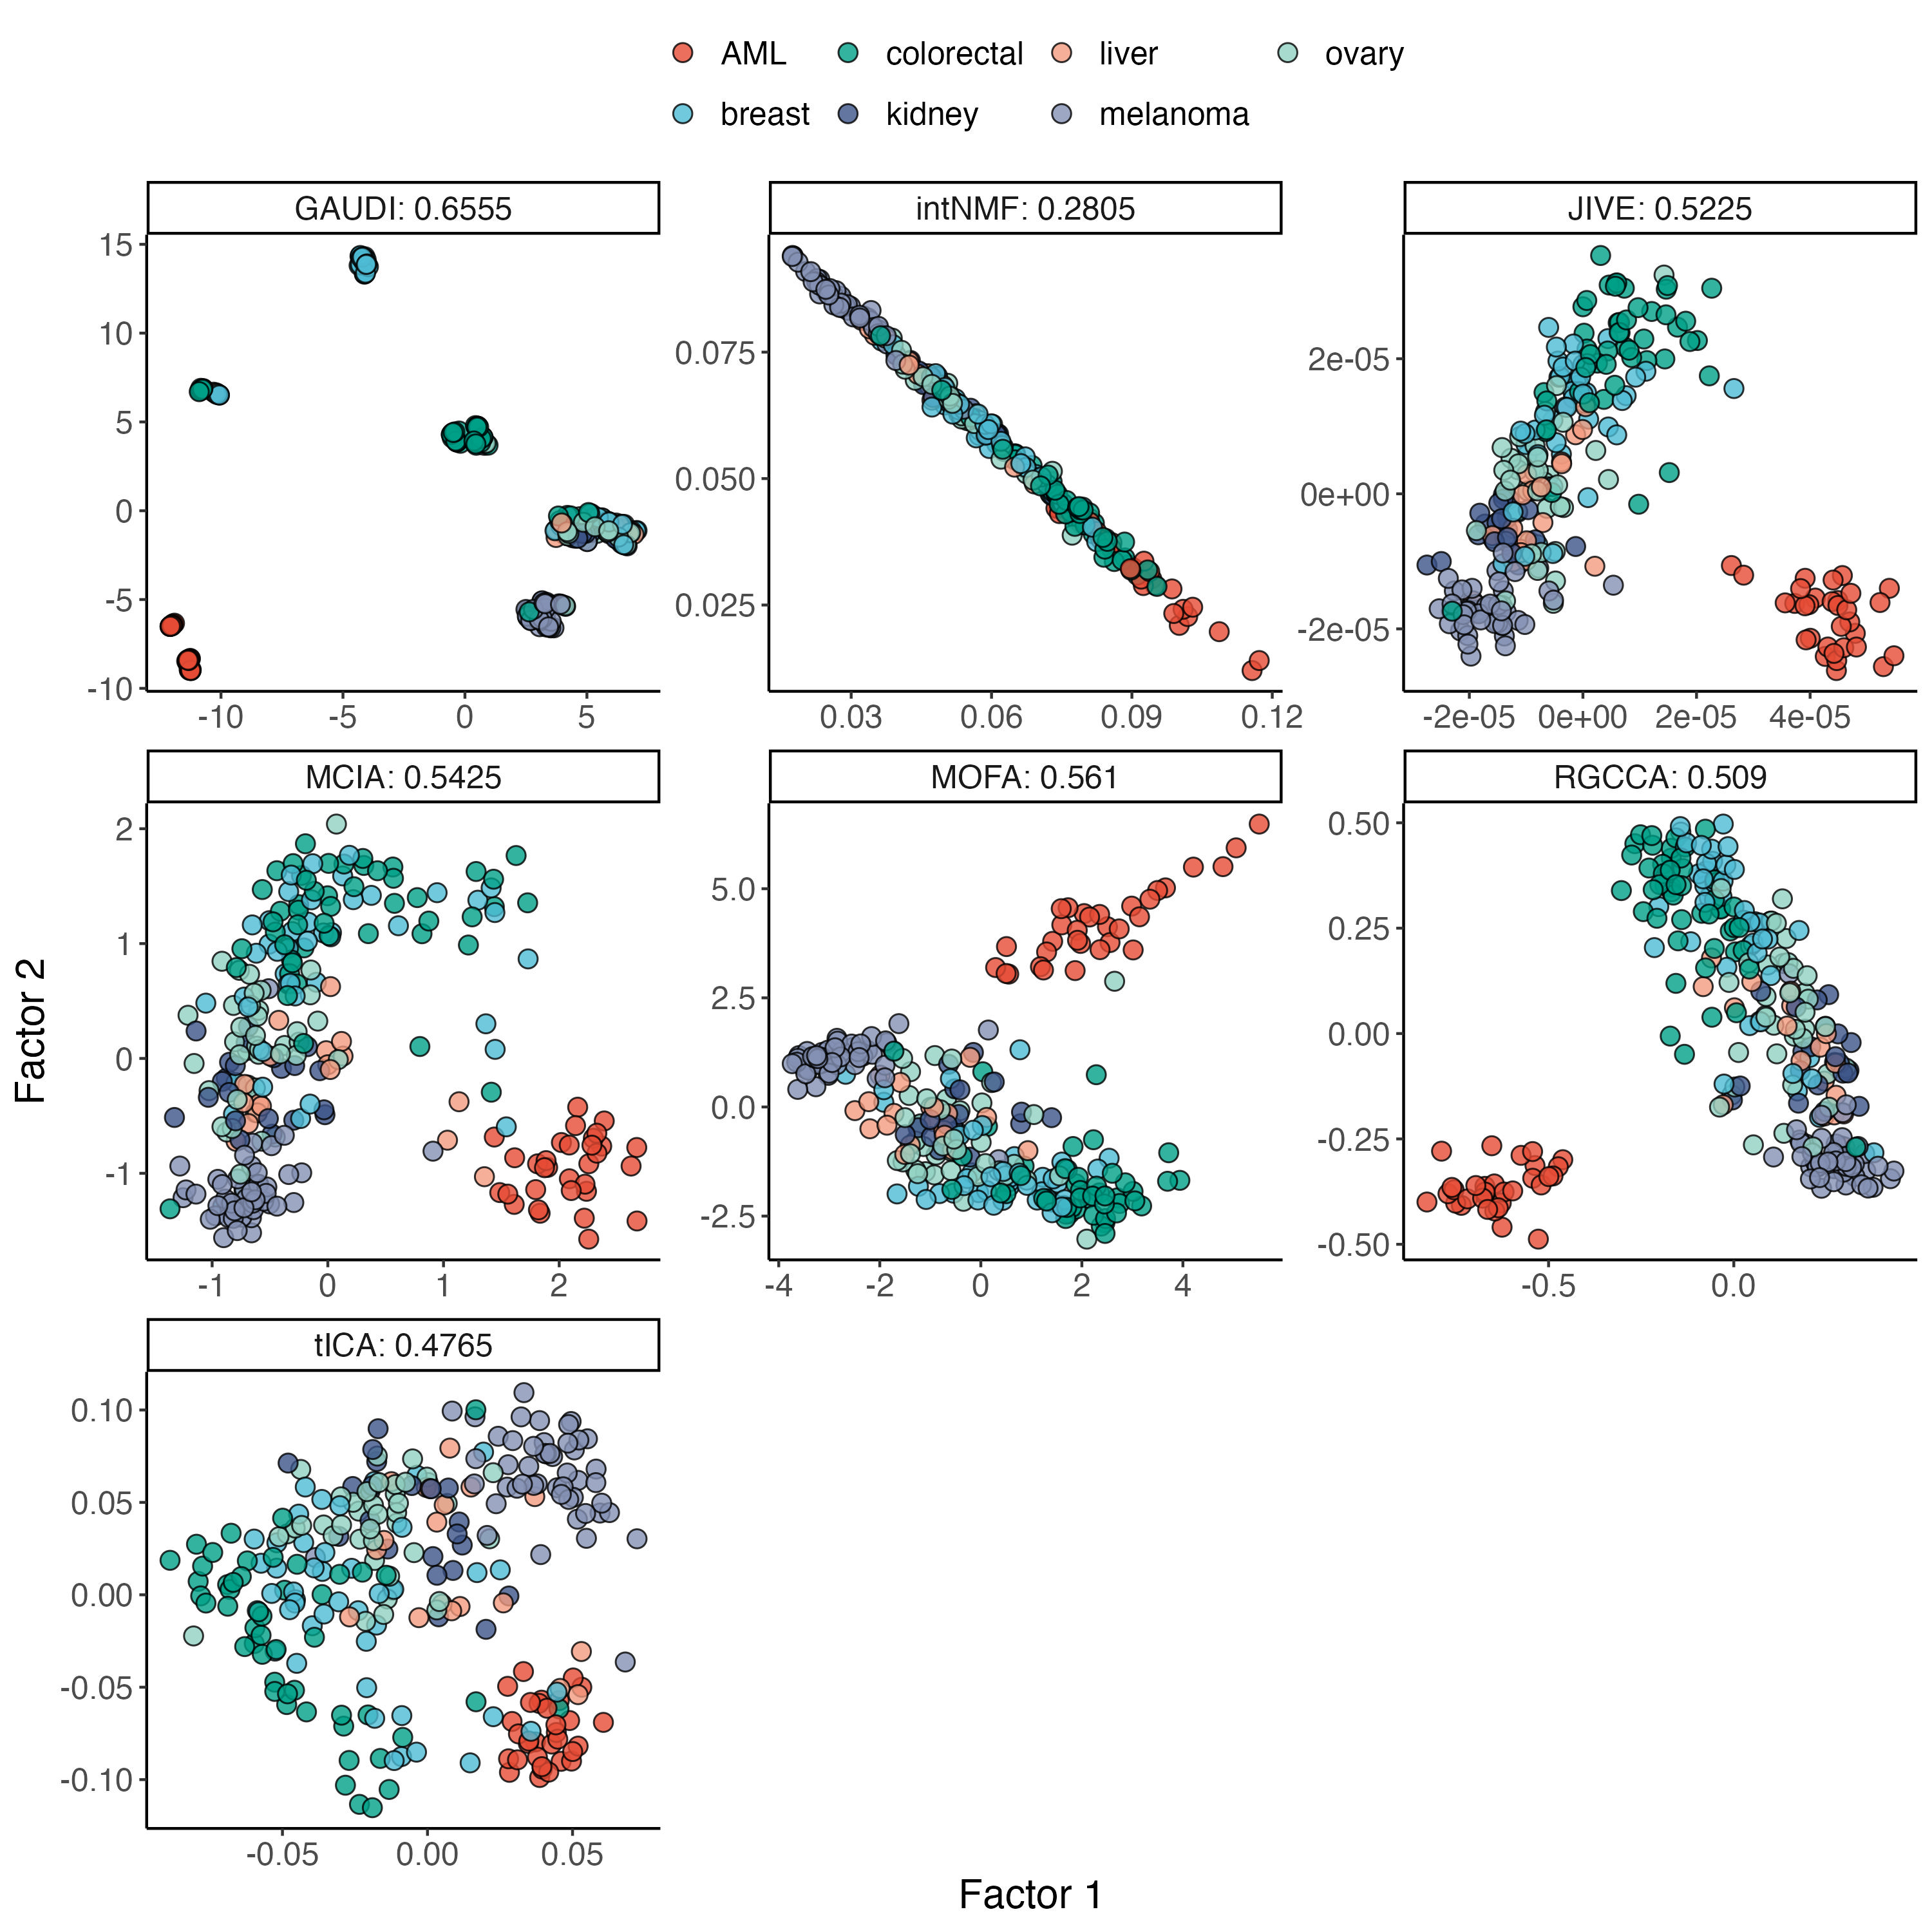 AML colorectal liver ovary
breast kidney melanoma
GAUDI: 0.6555 intNMF: 0.2805 JIVE: 0.5225
15
10
5
0
-5
-10
-10 -5 0 5
0.075
0.050
0.025
0.03 0.06 0.09 0.12
2e-05
0e+00
-2e-05
-2e-05 0e+00 2e-05 4e-05
MCIA: 0.5425 MOFA: 0.561 RGCCA: 0.509
2
1
0
-1
-1 0 1 2
5.0
2.5
0.0
-2.5
-4 -2 0 2 4
0.50
0.25
0.00
-0.25
-0.50
-0.5 0.0
tICA: 0.4765
0.10
0.05
0.00
-0.05
-0.10
-0.05 0.00 0.05
Factor 2
Factor 1